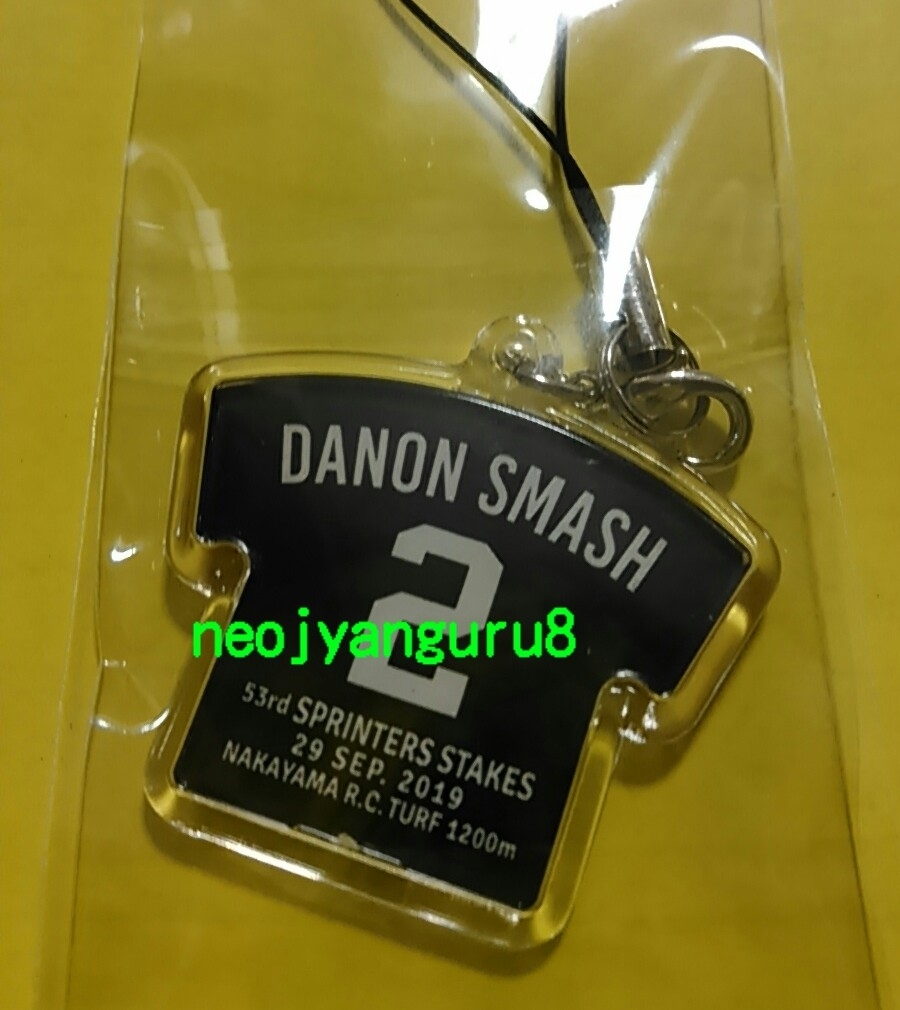 DANON SMASH
2
neojyanguru8
53rd SPRINTERS STAKES
29 SEP. 2019
NAKAYAMA R.C. TURF 1200m